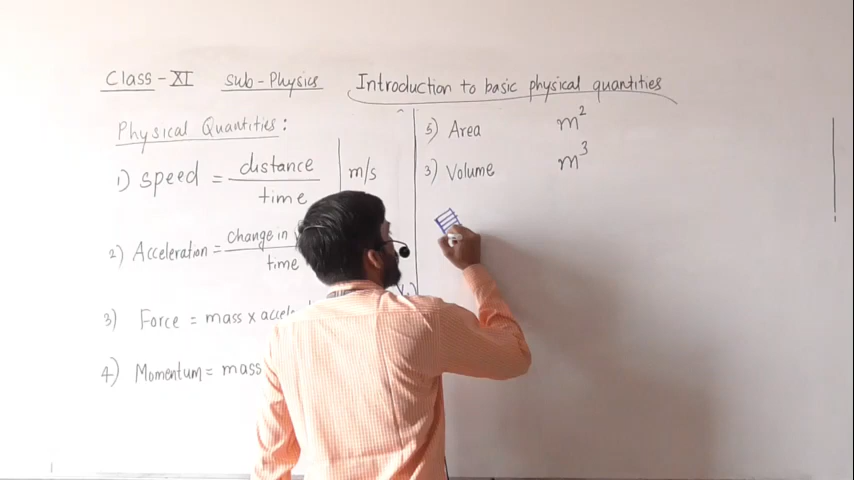 Class-XI sub-Physics Introduction to basic physical quantities
Physical Quantities:
1) speed = distance / time m/s
2) Acceleration = change in / time
3) Force = mass x
4) Momentum = mass
5) Area m²
3) Volume m³